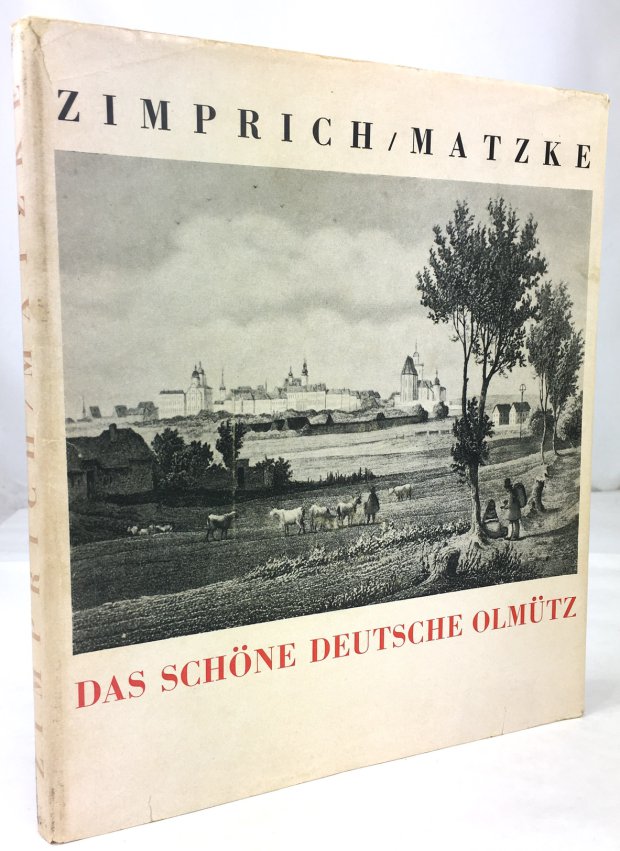 ZIMPRICH / MATZKE
DAS SCHÖNE DEUTSCHE OLMÜTZ
ZIMPRICH / MATZKE